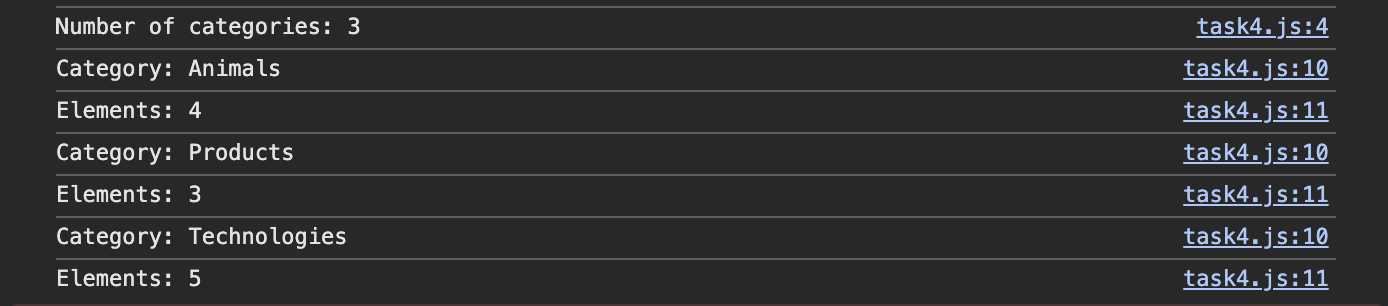 Number of categories: 3 task4.js:4
Category: Animals task4.js:10
Elements: 4 task4.js:11
Category: Products task4.js:10
Elements: 3 task4.js:11
Category: Technologies task4.js:10
Elements: 5 task4.js:11